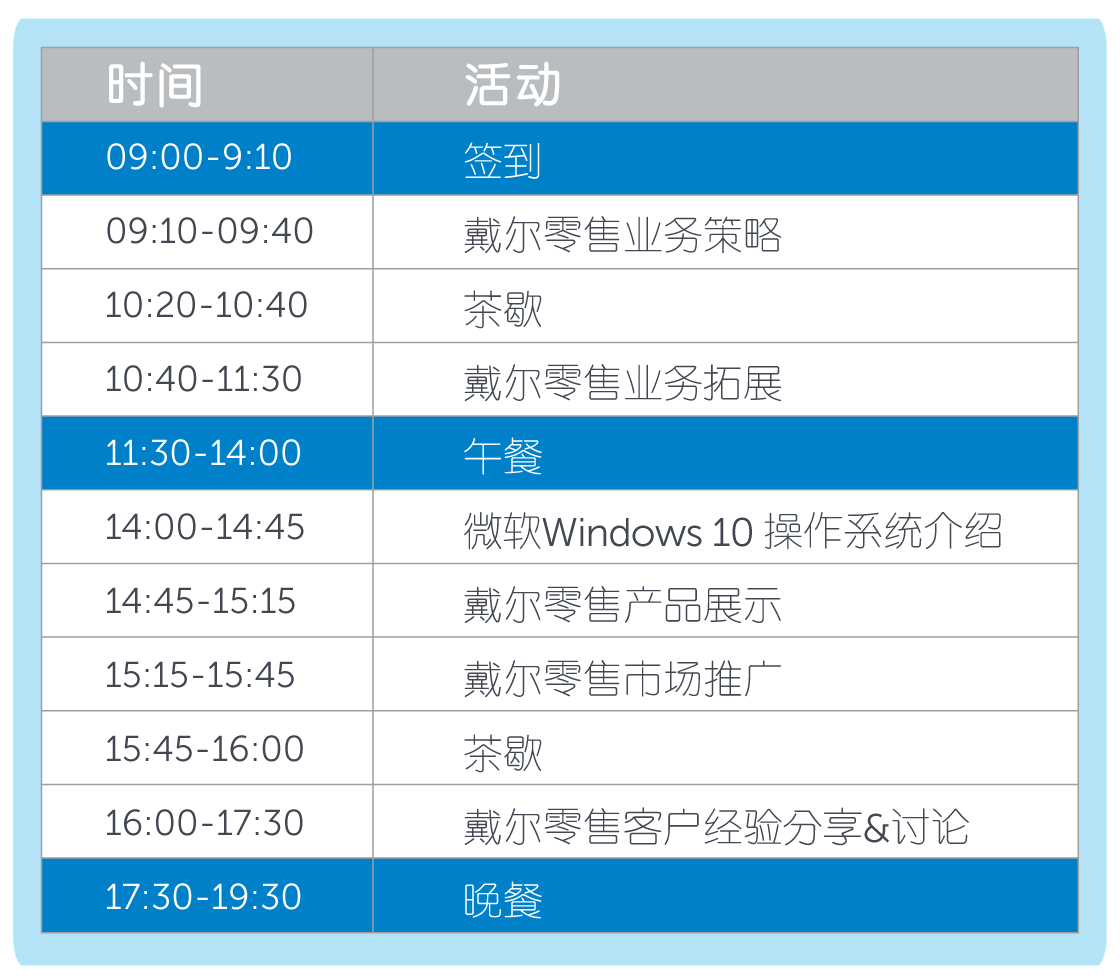 时间 活动
09:00-9:10 签到
09:10-09:40 戴尔零售业务策略
10:20-10:40 茶歇
10:40-11:30 戴尔零售业务拓展
11:30-14:00 午餐
14:00-14:45 微软Windows 10 操作系统介绍
14:45-15:15 戴尔零售产品展示
15:15-15:45 戴尔零售市场推广
15:45-16:00 茶歇
16:00-17:30 戴尔零售客户经验分享&讨论
17:30-19:30 晚餐